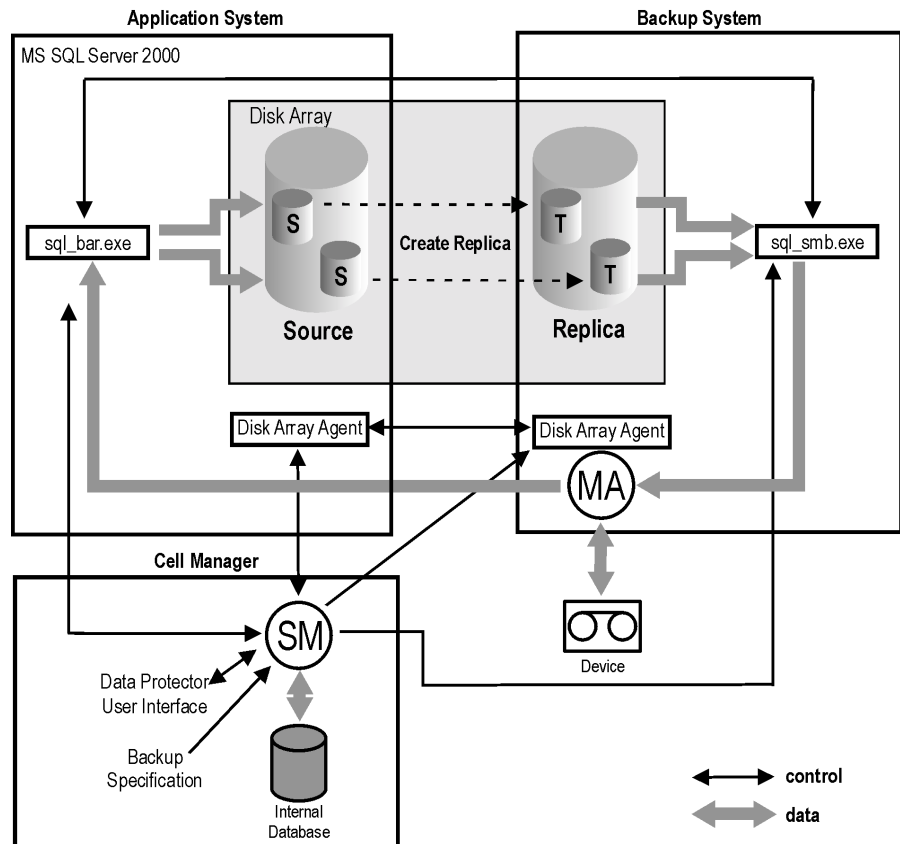 Application System
Backup System
MS SQL Server 2000
Disk Array
S
T
sql_bar.exe
Create Replica
sql_smb.exe
S
T
Source
Replica
Disk Array Agent
Disk Array Agent
MA
Cell Manager
SM
Device
Data Protector
User Interface
Backup
Specification
Internal
Database
control
data